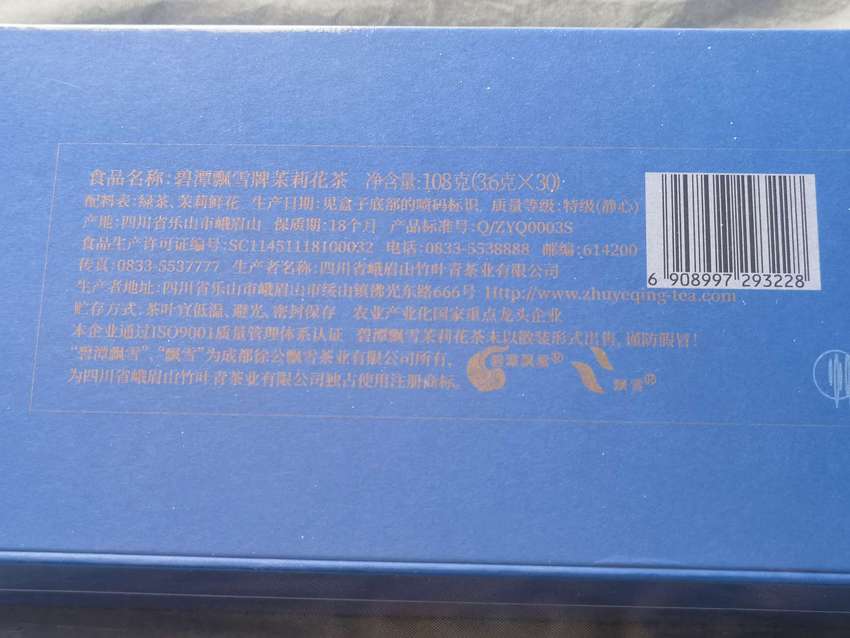 食品名称:碧潭飘雪牌茉莉花茶 净含量:108克(3.6克×30)
配料表:绿茶、茉莉鲜花 生产日期:见盒子底部的喷码标识 质量等级:特级(静心)
产地:四川省乐山市峨眉山 保质期:18个月 产品标准号:Q/ZYQ0003S
食品生产许可证编号:SC11451118100032 电话:0833-5538888 邮编:614200
传真:0833-5537777 生产者名称:四川省峨眉山竹叶青茶业有限公司
生产者地址:四川省乐山市峨眉山市绥山镇佛光东路666号 Http://www.zhuyeqing-tea.com
贮存方式:茶叶宜低温、避光、密封保存 农业产业化国家重点龙头企业
本企业通过ISO9001质量管理体系认证 碧潭飘雪茉莉花茶未以散装形式出售,谨防假冒!
“碧潭飘雪”、“飘雪”为成都徐公飘雪茶业有限公司所有,
为四川省峨眉山竹叶青茶业有限公司独占使用注册商标。
碧潭飘雪® 飘雪®
6 908997 293228